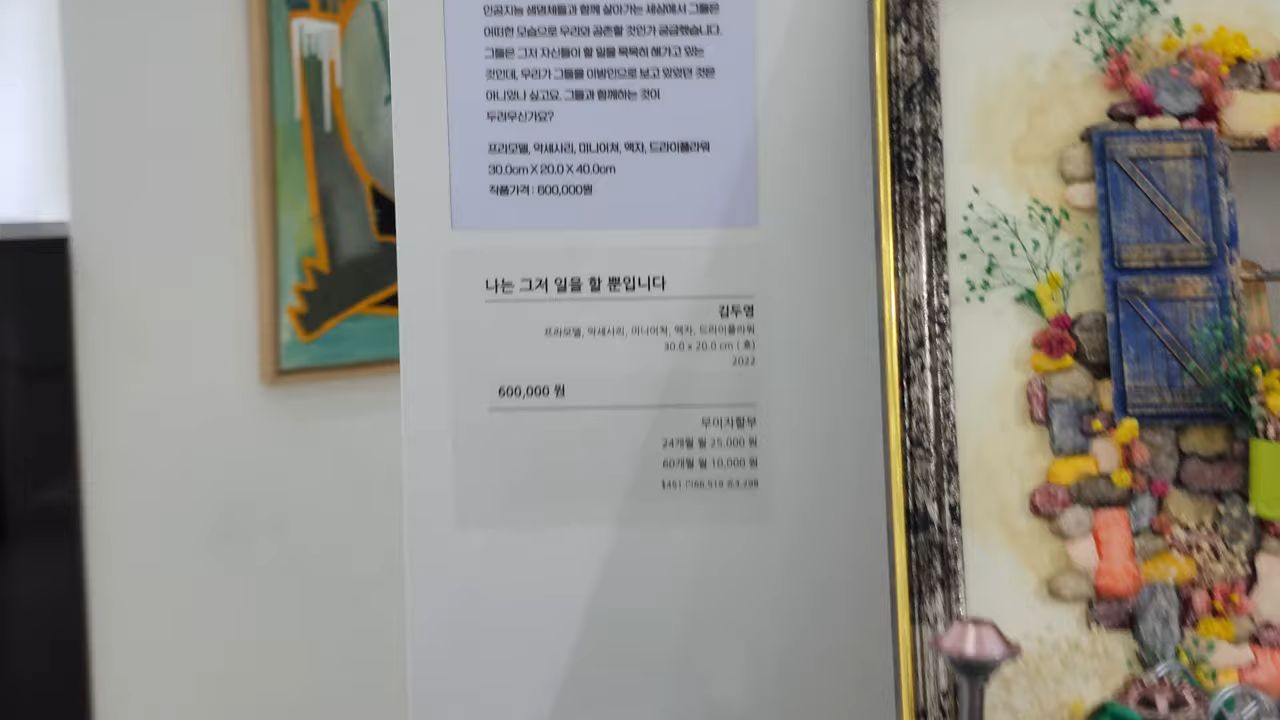 인공지능 생명체들과 함께 살아가는 세상에서 그들은
어떠한 모습으로 우리와 공존할 것인가 궁금했습니다.
그들은 그저 자신들이 할 일을 묵묵히 해가고 있는
것인데, 우리가 그들을 이방인으로 보고 있었던 것은
아니었나 싶고요. 그들과 함께하는 것이
두려우신가요?
프라모델, 악세사리, 미니어쳐, 액자, 드라이플라워
30.0cm X 20.0 X 40.0cm
작품가격 : 600,000원
나는 그저 일을 할 뿐입니다
김두영
프라모델, 악세사리, 미니어쳐, 액자, 드라이플라워
30.0 x 20.0 cm ( 호)
2022
600,000 원
무이자할부
24개월 월 25,000 원
60개월 월 10,000 원